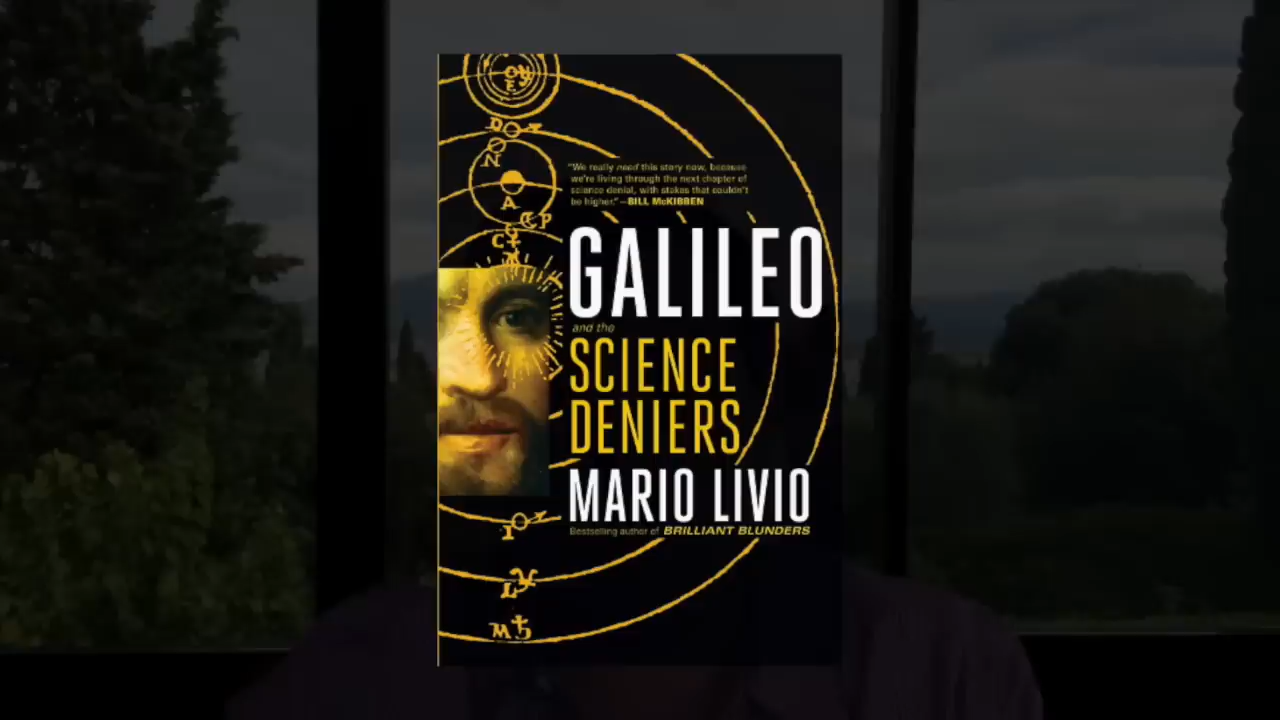 "We really need this story now, because
we're living through the next chapter of
science denial, with stakes that couldn't
be higher." —BILL McKIBBEN
GALILEO
and the
SCIENCE
DENIERS
MARIO LIVIO
Bestselling author of BRILLIANT BLUNDERS